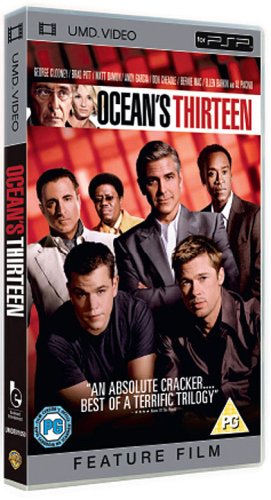 UMD VIDEO
for PSP
UMD VIDEO
GEORGE CLOONEY / BRAD PITT / MATT DAMON / ANDY GARCIA / DON CHEADLE / BERNIE MAC / ELLEN BARKIN AND AL PACINO
OCEAN'S THIRTEEN
OCEAN'S THIRTEEN
"AN ABSOLUTE CRACKER....
BEST OF A TERRIFIC TRILOGY"
PG
PG
FEATURE FILM